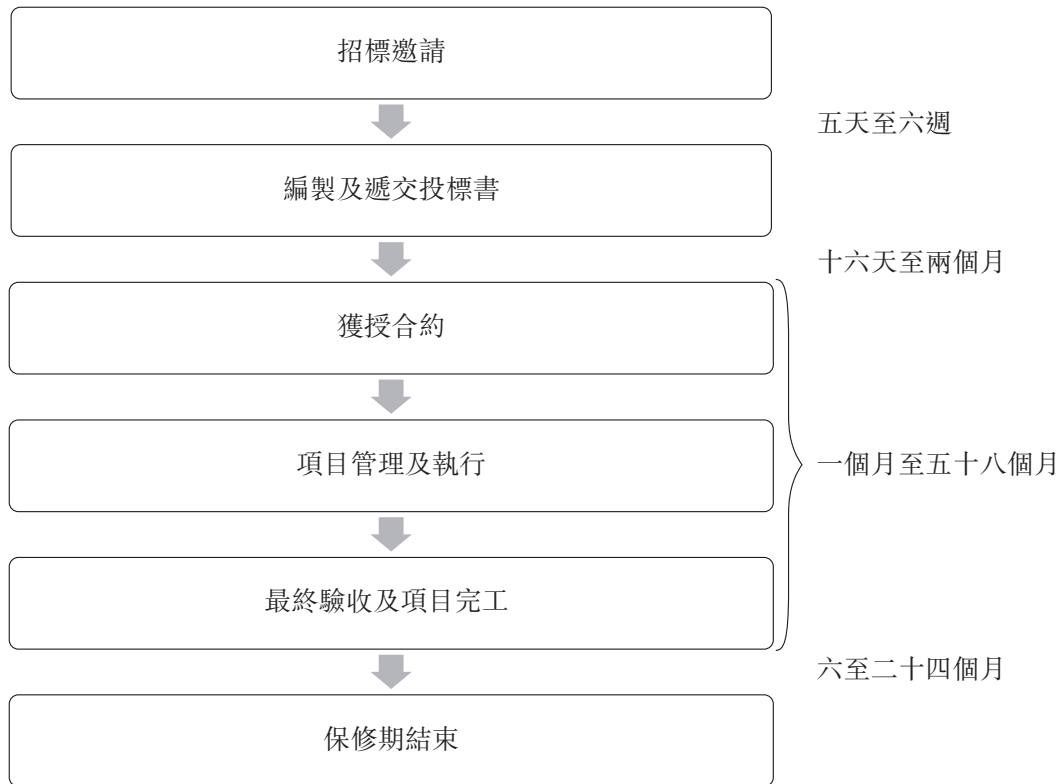 招標邀請
五天至六週
編製及遞交投標書
十六天至兩個月
獲授合約
項目管理及執行
一個月至五十八個月
最終驗收及項目完工
六至二十四個月
保修期結束